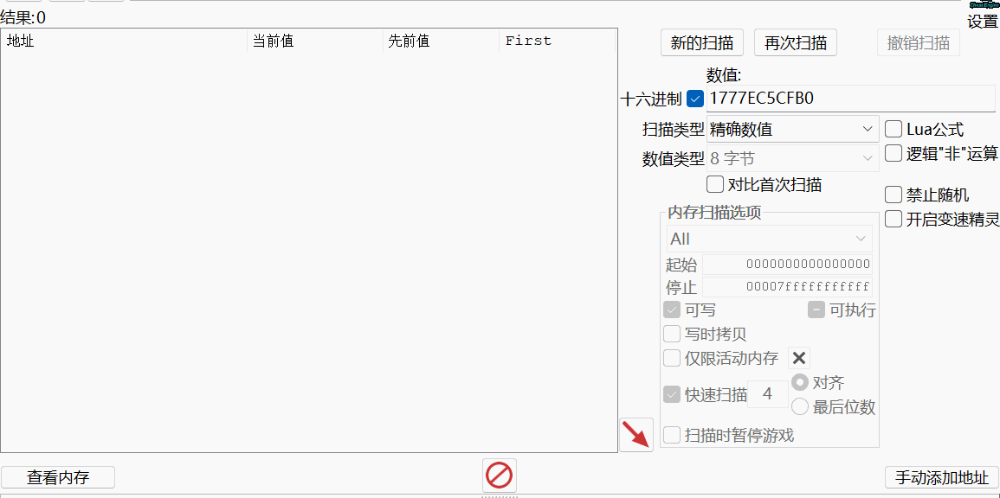 结果:0
设置
地址 当前值 先前值 First
新的扫描 再次扫描 撤销扫描
数值:
十六进制 1777EC5CFB0
扫描类型 精确数值 Lua公式
数值类型 8 字节 逻辑"非"运算
对比首次扫描
禁止随机
内存扫描选项
开启变速精灵
All
起始 0000000000000000
停止 00007fffffffffff
可写 可执行
写时拷贝
仅限活动内存
快速扫描 4 对齐
最后位数
扫描时暂停游戏
查看内存 手动添加地址